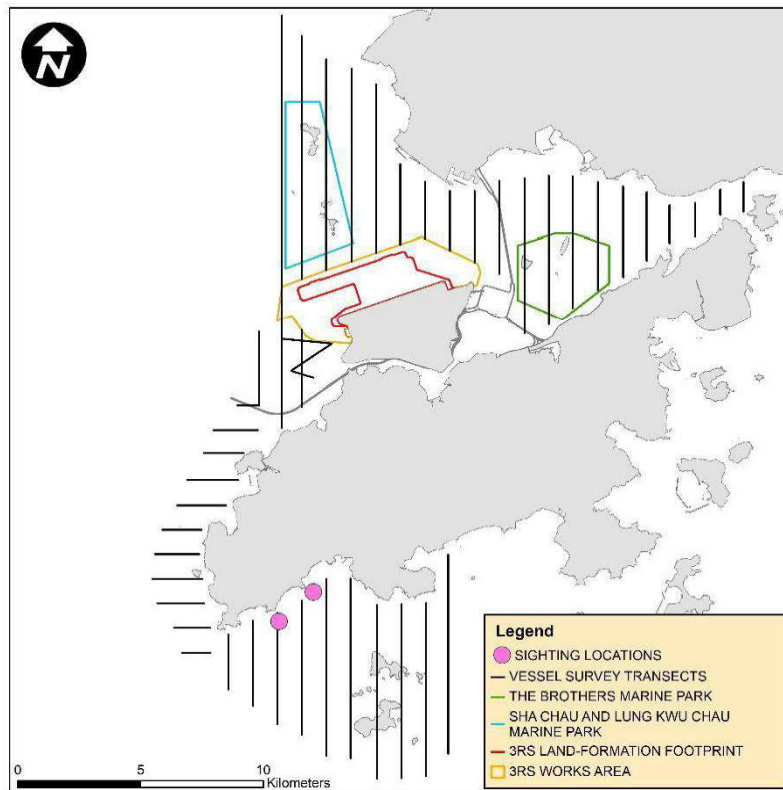 N
Legend
SIGHTING LOCATIONS
VESSEL SURVEY TRANSECTS
THE BROTHERS MARINE PARK
SHA CHAU AND LUNG KWU CHAU
MARINE PARK
3RS LAND-FORMATION FOOTPRINT
3RS WORKS AREA
0 5 10
Kilometers